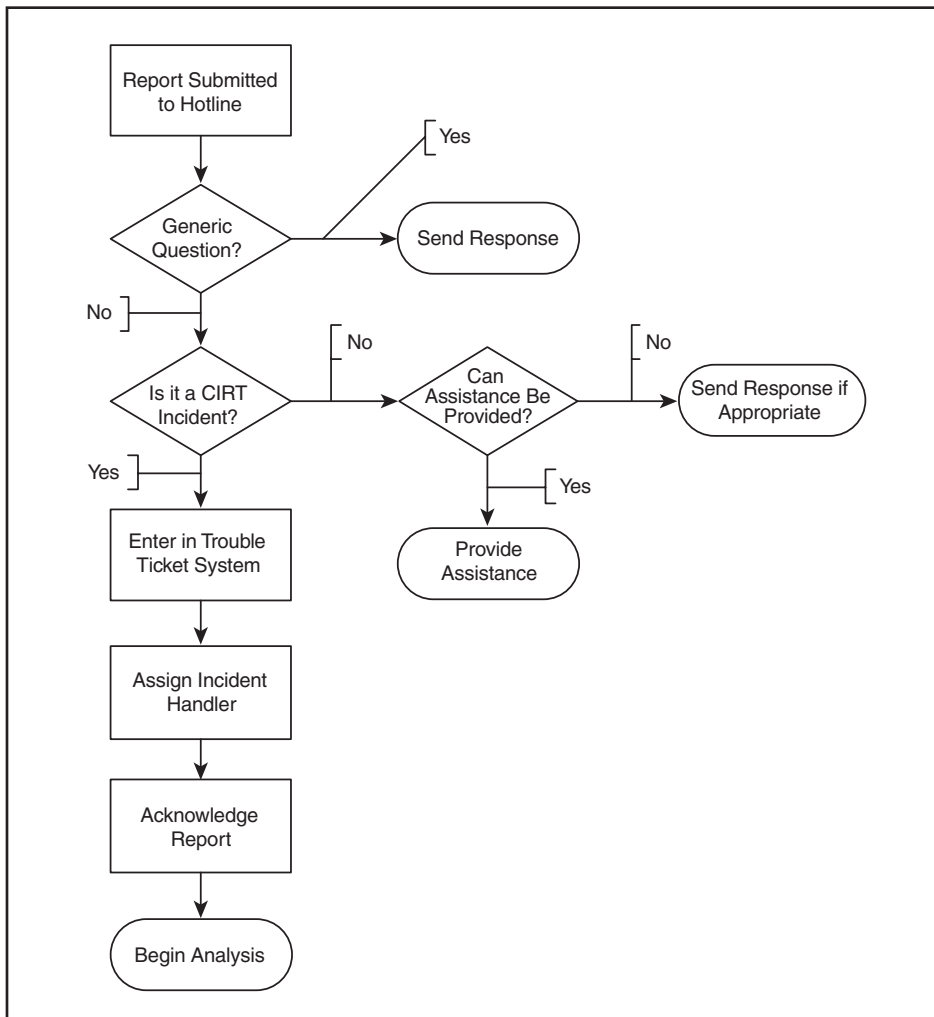 Report Submitted
to Hotline
Yes
Generic
Question?
Send Response
No
Is it a CIRT
Incident?
No
Can
Assistance Be
Provided?
No
Send Response if
Appropriate
Yes
Yes
Enter in Trouble
Ticket System
Provide
Assistance
Assign Incident
Handler
Acknowledge
Report
Begin Analysis